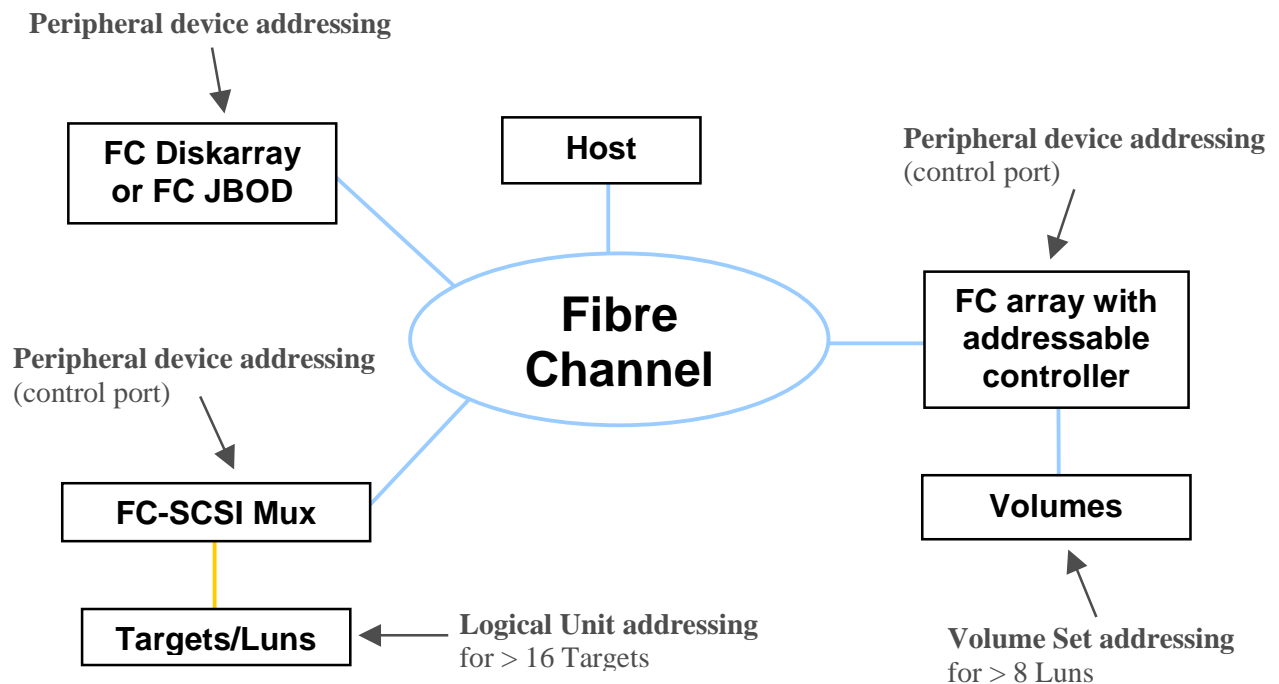 Peripheral device addressing
FC Diskarray
or FC JBOD
Host
Peripheral device addressing
(control port)
Fibre
Channel
FC array with
addressable
controller
Peripheral device addressing
(control port)
FC-SCSI Mux
Volumes
Targets/Luns
Logical Unit addressing
for > 16 Targets
Volume Set addressing
for > 8 Luns